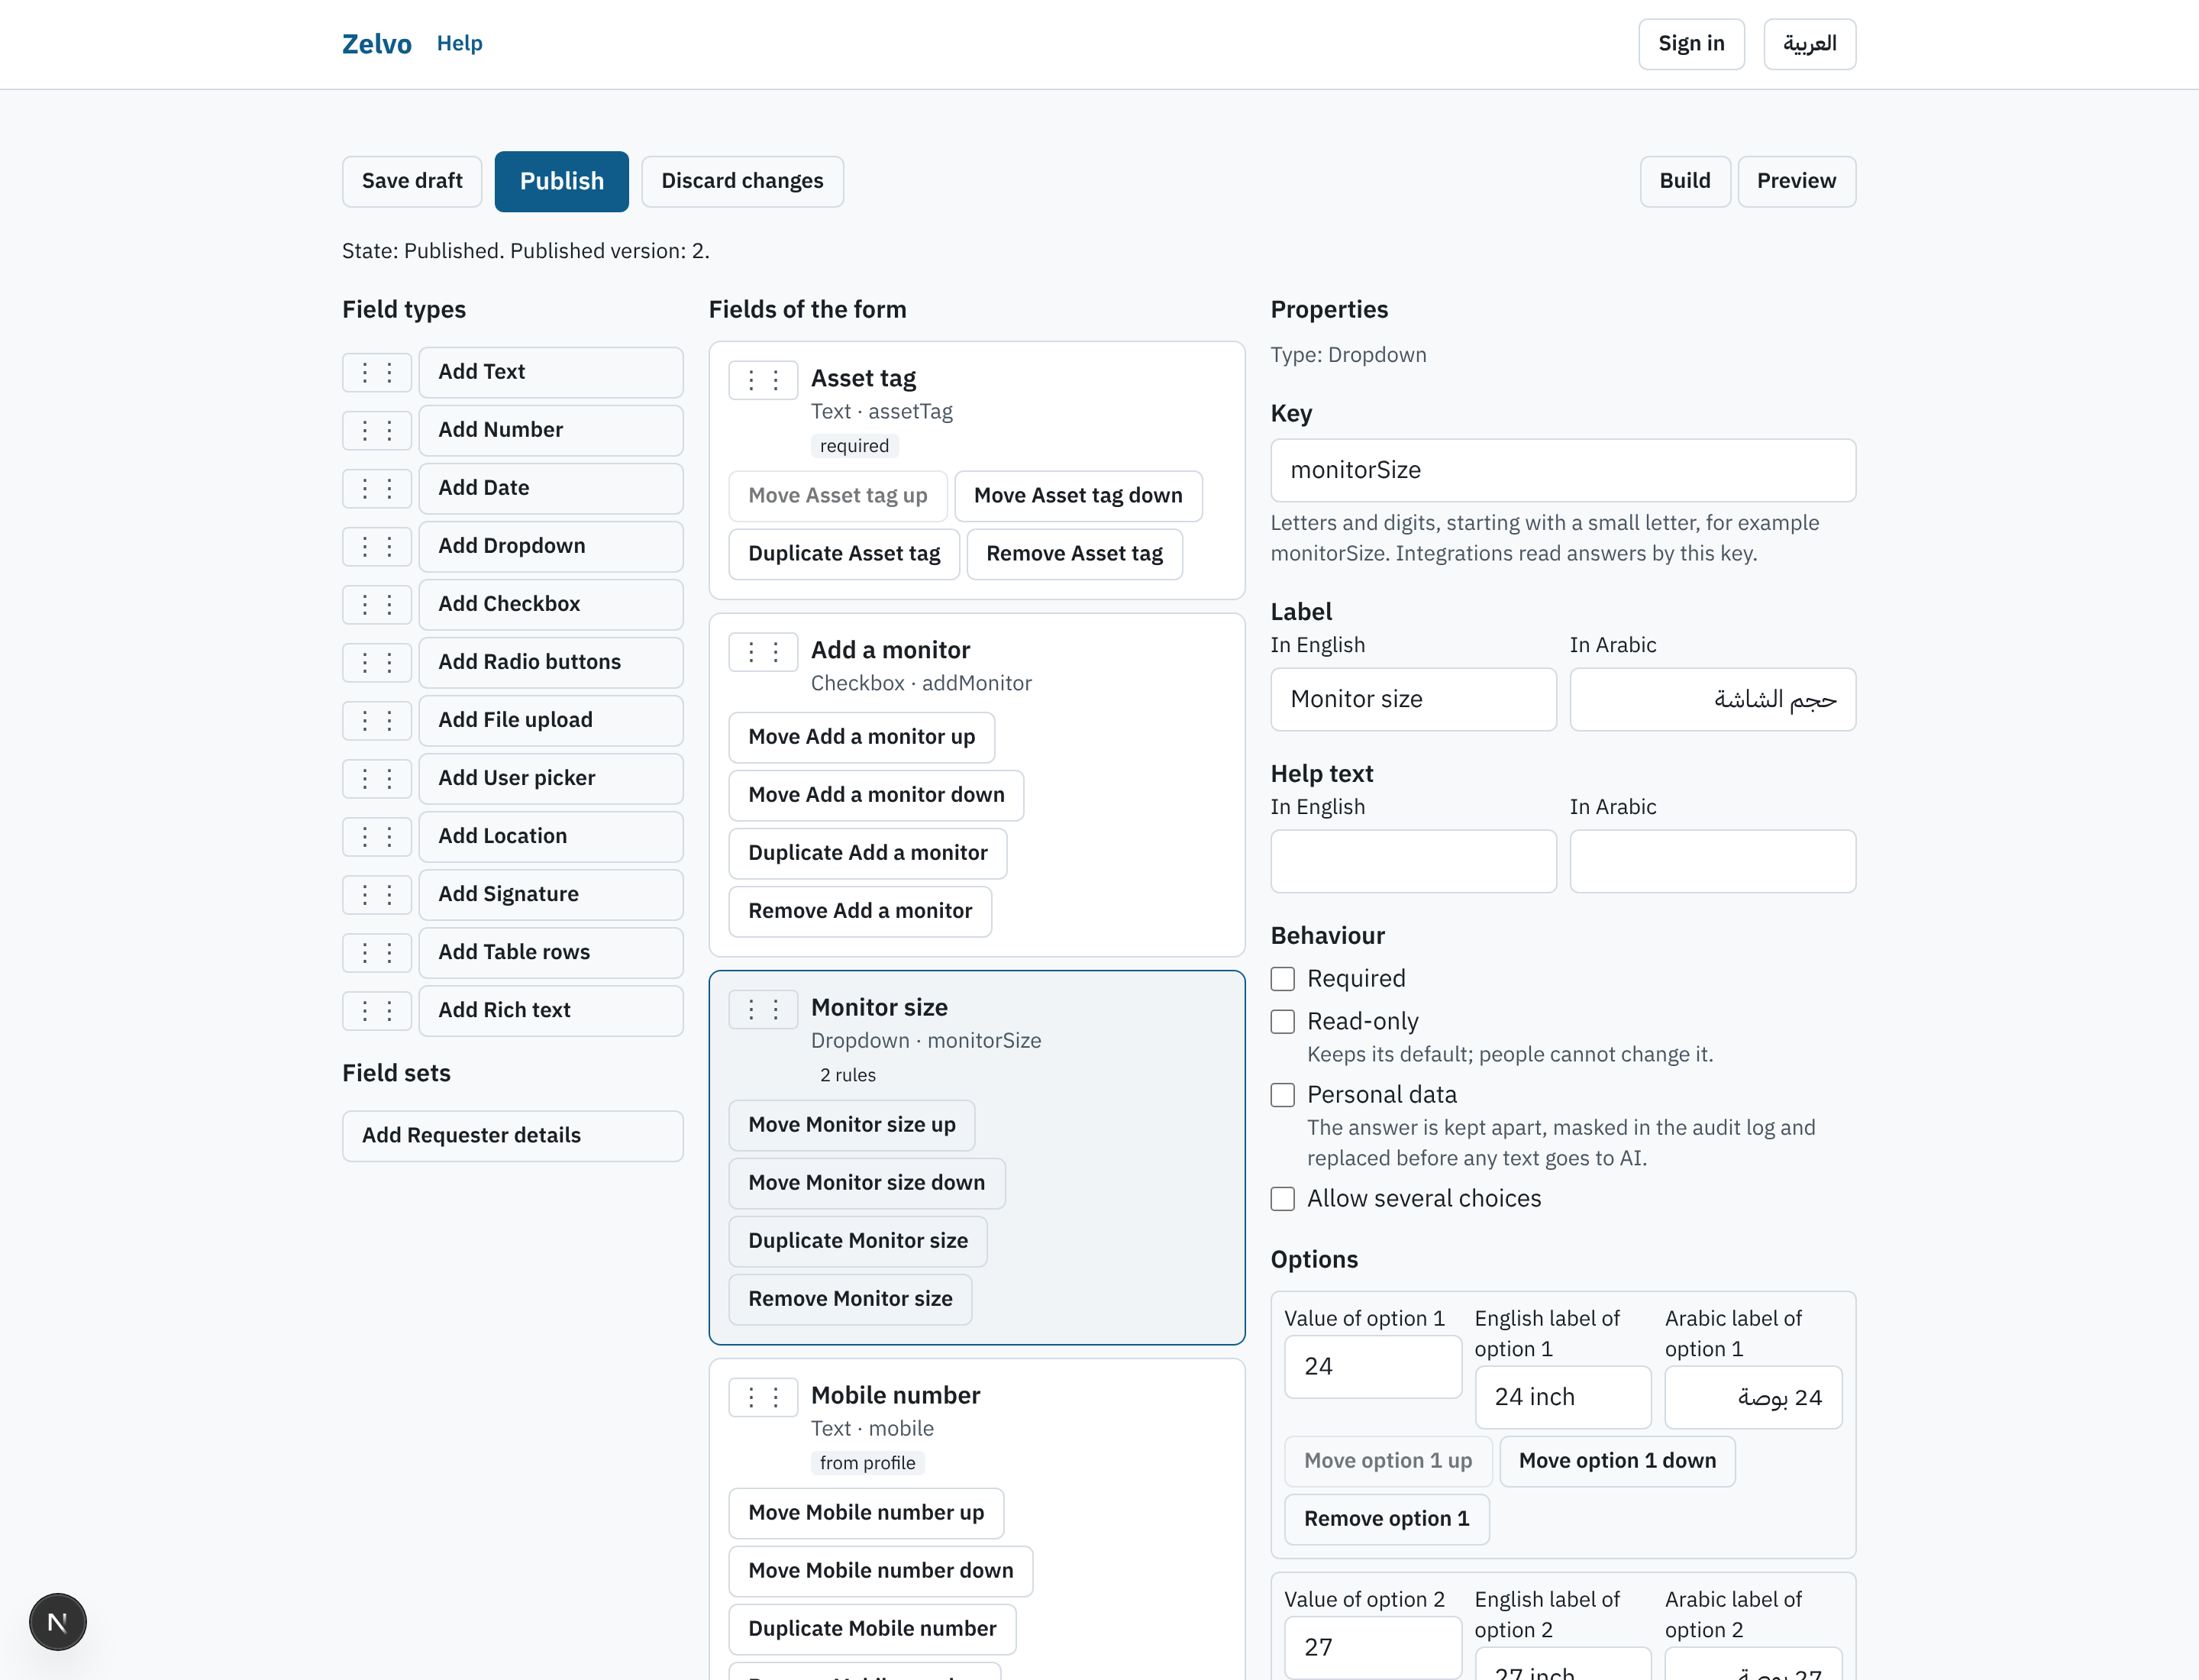 Zelvo Help Sign in العربية
Save draft Publish Discard changes Build Preview
State: Published. Published version: 2.
Field types
Add Text
Add Number
Add Date
Add Dropdown
Add Checkbox
Add Radio buttons
Add File upload
Add User picker
Add Location
Add Signature
Add Table rows
Add Rich text
Field sets
Add Requester details
Fields of the form
Asset tag
Text · assetTag
required
Move Asset tag up Move Asset tag down
Duplicate Asset tag Remove Asset tag
Add a monitor
Checkbox · addMonitor
Move Add a monitor up
Move Add a monitor down
Duplicate Add a monitor
Remove Add a monitor
Monitor size
Dropdown · monitorSize
2 rules
Move Monitor size up
Move Monitor size down
Duplicate Monitor size
Remove Monitor size
Mobile number
Text · mobile
from profile
Move Mobile number up
Move Mobile number down
Duplicate Mobile number
Properties
Type: Dropdown
Key
monitorSize
Letters and digits, starting with a small letter, for example
monitorSize. Integrations read answers by this key.
Label
In English In Arabic
Monitor size حجم الشاشة
Help text
In English In Arabic
Behaviour
Required
Read-only
Keeps its default; people cannot change it.
Personal data
The answer is kept apart, masked in the audit log and
replaced before any text goes to AI.
Allow several choices
Options
Value of option 1 English label of option 1 Arabic label of option 1
24 24 inch 24 بوصة
Move option 1 up Move option 1 down
Remove option 1
Value of option 2 English label of option 2 Arabic label of option 2
27 27 inch 27 بوصة
N